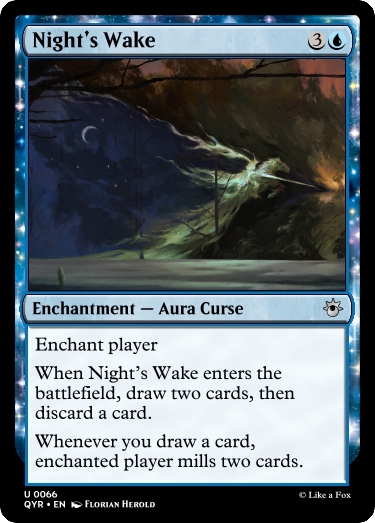 Night's Wake
3
Enchantment — Aura Curse
Enchant player
When Night's Wake enters the
battlefield, draw two cards, then
discard a card.
Whenever you draw a card,
enchanted player mills two cards.
U 0066
QYR • EN Florian Herold
© Like a Fox